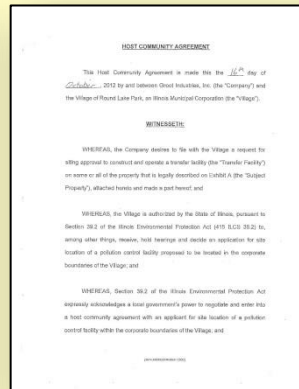 HOST COMMUNITY AGREEMENT
This Host Community Agreement is made this the 16th day of
October, 2012 by and between Groot Industries, Inc. (the "Company") and
the Village of Round Lake Park, an Illinois Municipal Corporation (the "Village").
WITNESSETH:
WHEREAS, the Company desires to file with the Village a request for
siting approval to construct and operate a transfer facility (the "Transfer Facility")
on some or all of the property that is legally described on Exhibit A (the "Subject
Property"), attached hereto and made a part hereof; and
WHEREAS, the Village is authorized by the State of Illinois, pursuant to
Section 39.2 of the Illinois Environmental Protection Act (415 ILCS 39.2) to,
among other things, receive, hold hearings and decide an application for site
location of a pollution control facility proposed to be located in the corporate
boundaries of the Village; and
WHEREAS, Section 39.2 of the Illinois Environmental Protection Act
expressly acknowledges a local government's power to negotiate and enter into
a host community agreement with an applicant for site location of a pollution
control facility within the corporate boundaries of the Village; and